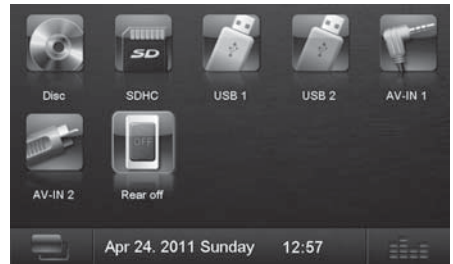 SD
Disc SDHC USB 1 USB 2 AV-IN 1
OFF
AV-IN 2 Rear off
Apr 24. 2011 Sunday 12:57